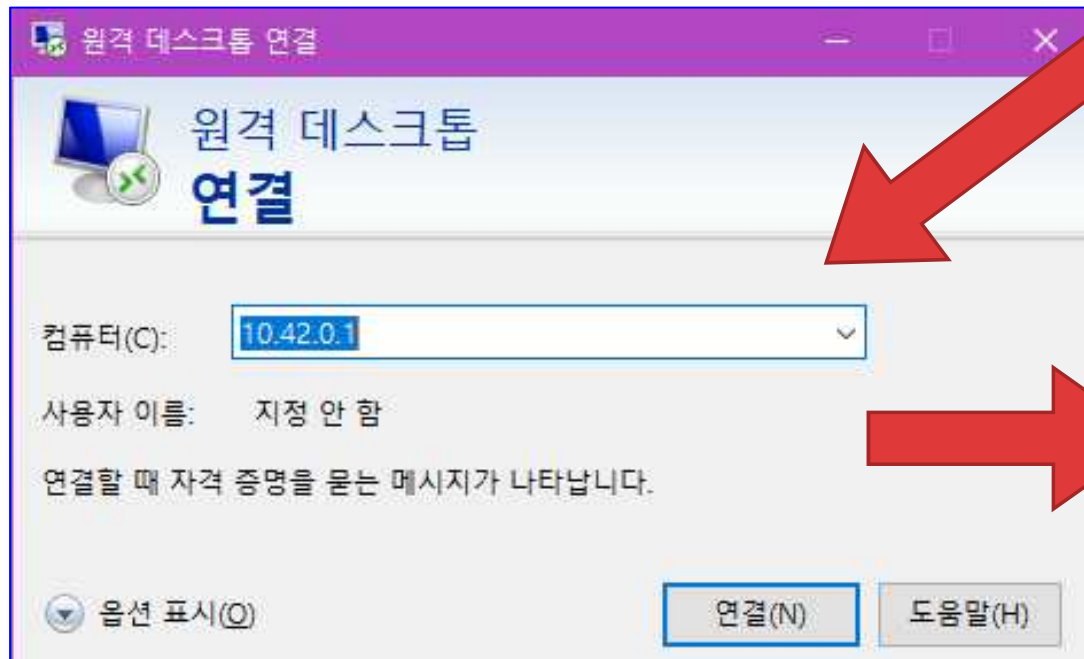 원격 데스크톱 연결
원격 데스크톱
연결
컴퓨터(C): 10.42.0.1
사용자 이름: 지정 안 함
연결할 때 자격 증명을 묻는 메시지가 나타납니다.
옵션 표시(O) 연결(N) 도움말(H)